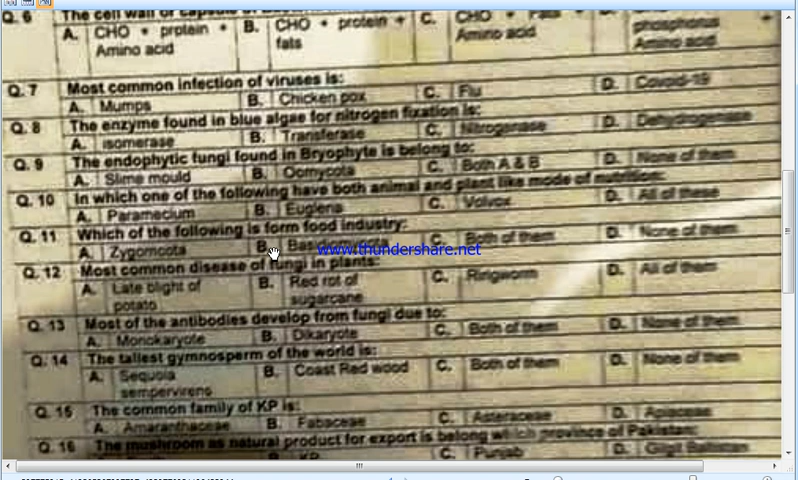 Q. 6 The cell wall or capsule of
A. CHO + protein + B. CHO + protein + C. CHO + Fats +
Amino acid fats Amino acid phosphorus
Amino Acid
Q. 7 Most common infection of viruses is:
A. Mumps B. Chicken pox C. Flu D. Covoid-19
Q. 8 The enzyme found in blue algae for nitrogen fixation is:
A. isomerase B. Transferase C. Nitrogenase D. Dehydrogenase
Q. 9 The endophytic fungi found in Bryophyte is belong to:
A. Slime mould B. Oomycota C. Both A & B D. None of them
Q. 10 In which one of the following have both animal and plant like mode of nutrition:
A. Paramecium B. Euglena C. Volvox D. All of these
Q. 11 Which of the following is form food industry:
A. Zygomcota B. Bas C. Both of them D. None of them
www.thundershare.net
Q. 12 Most common disease of fungi in plants:
A. Late blight of B. Red rot of C. Ringworm D. All of them
potato sugarcane
Q. 13 Most of the antibodies develop from fungi due to:
A. Monokaryote B. Dikaryote C. Both of them D. None of them
Q. 14 The tallest gymnosperm of the world is:
A. Sequoia B. Coast Red wood C. Both of them D. None of them
sempervirens
Q. 15 The common family of KP is:
A. Amaranthaceae B. Fabaceae C. Asteraceae D. Apiaceae
Q. 16 The mushroom as natural product for export is belong which province of Pakistan:
KP C. Punjab D. Gilgit Baltistan